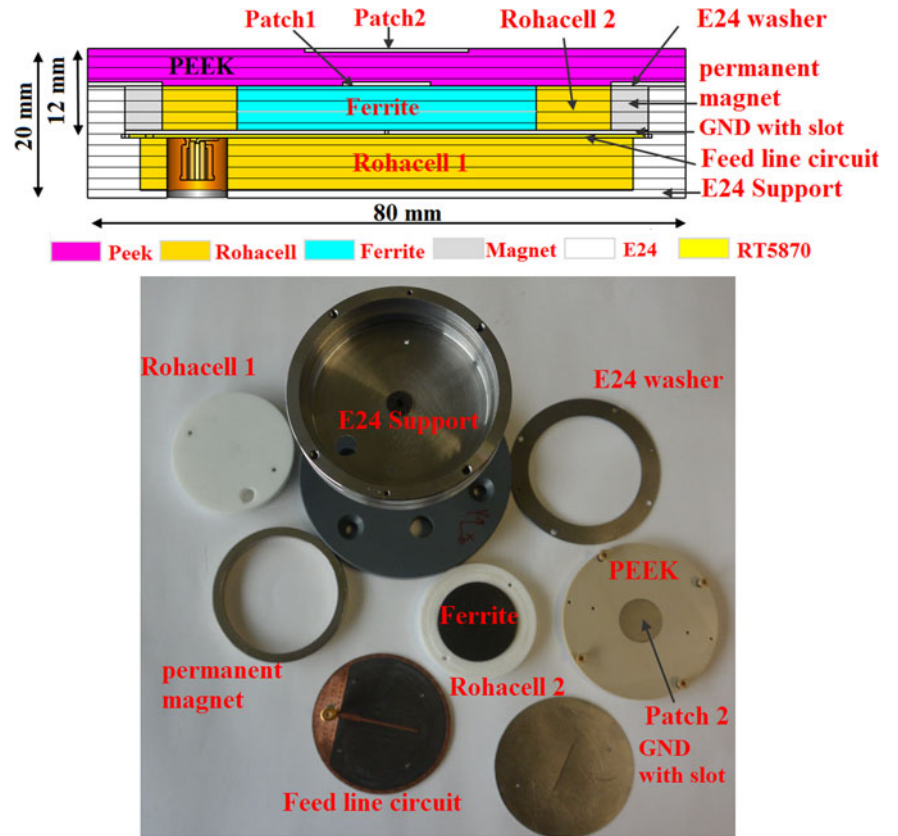 Patch1
Patch2
Rohacell 2
E24 washer
PEEK
permanent
magnet
Ferrite
GND with slot
Feed line circuit
Rohacell 1
E24 Support
20 mm
12 mm
80 mm
Peek
Rohacell
Ferrite
Magnet
E24
RT5870
Rohacell 1
E24 washer
E24 Support
PEEK
Ferrite
permanent
magnet
Rohacell 2
Patch 2
GND
with slot
Feed line circuit